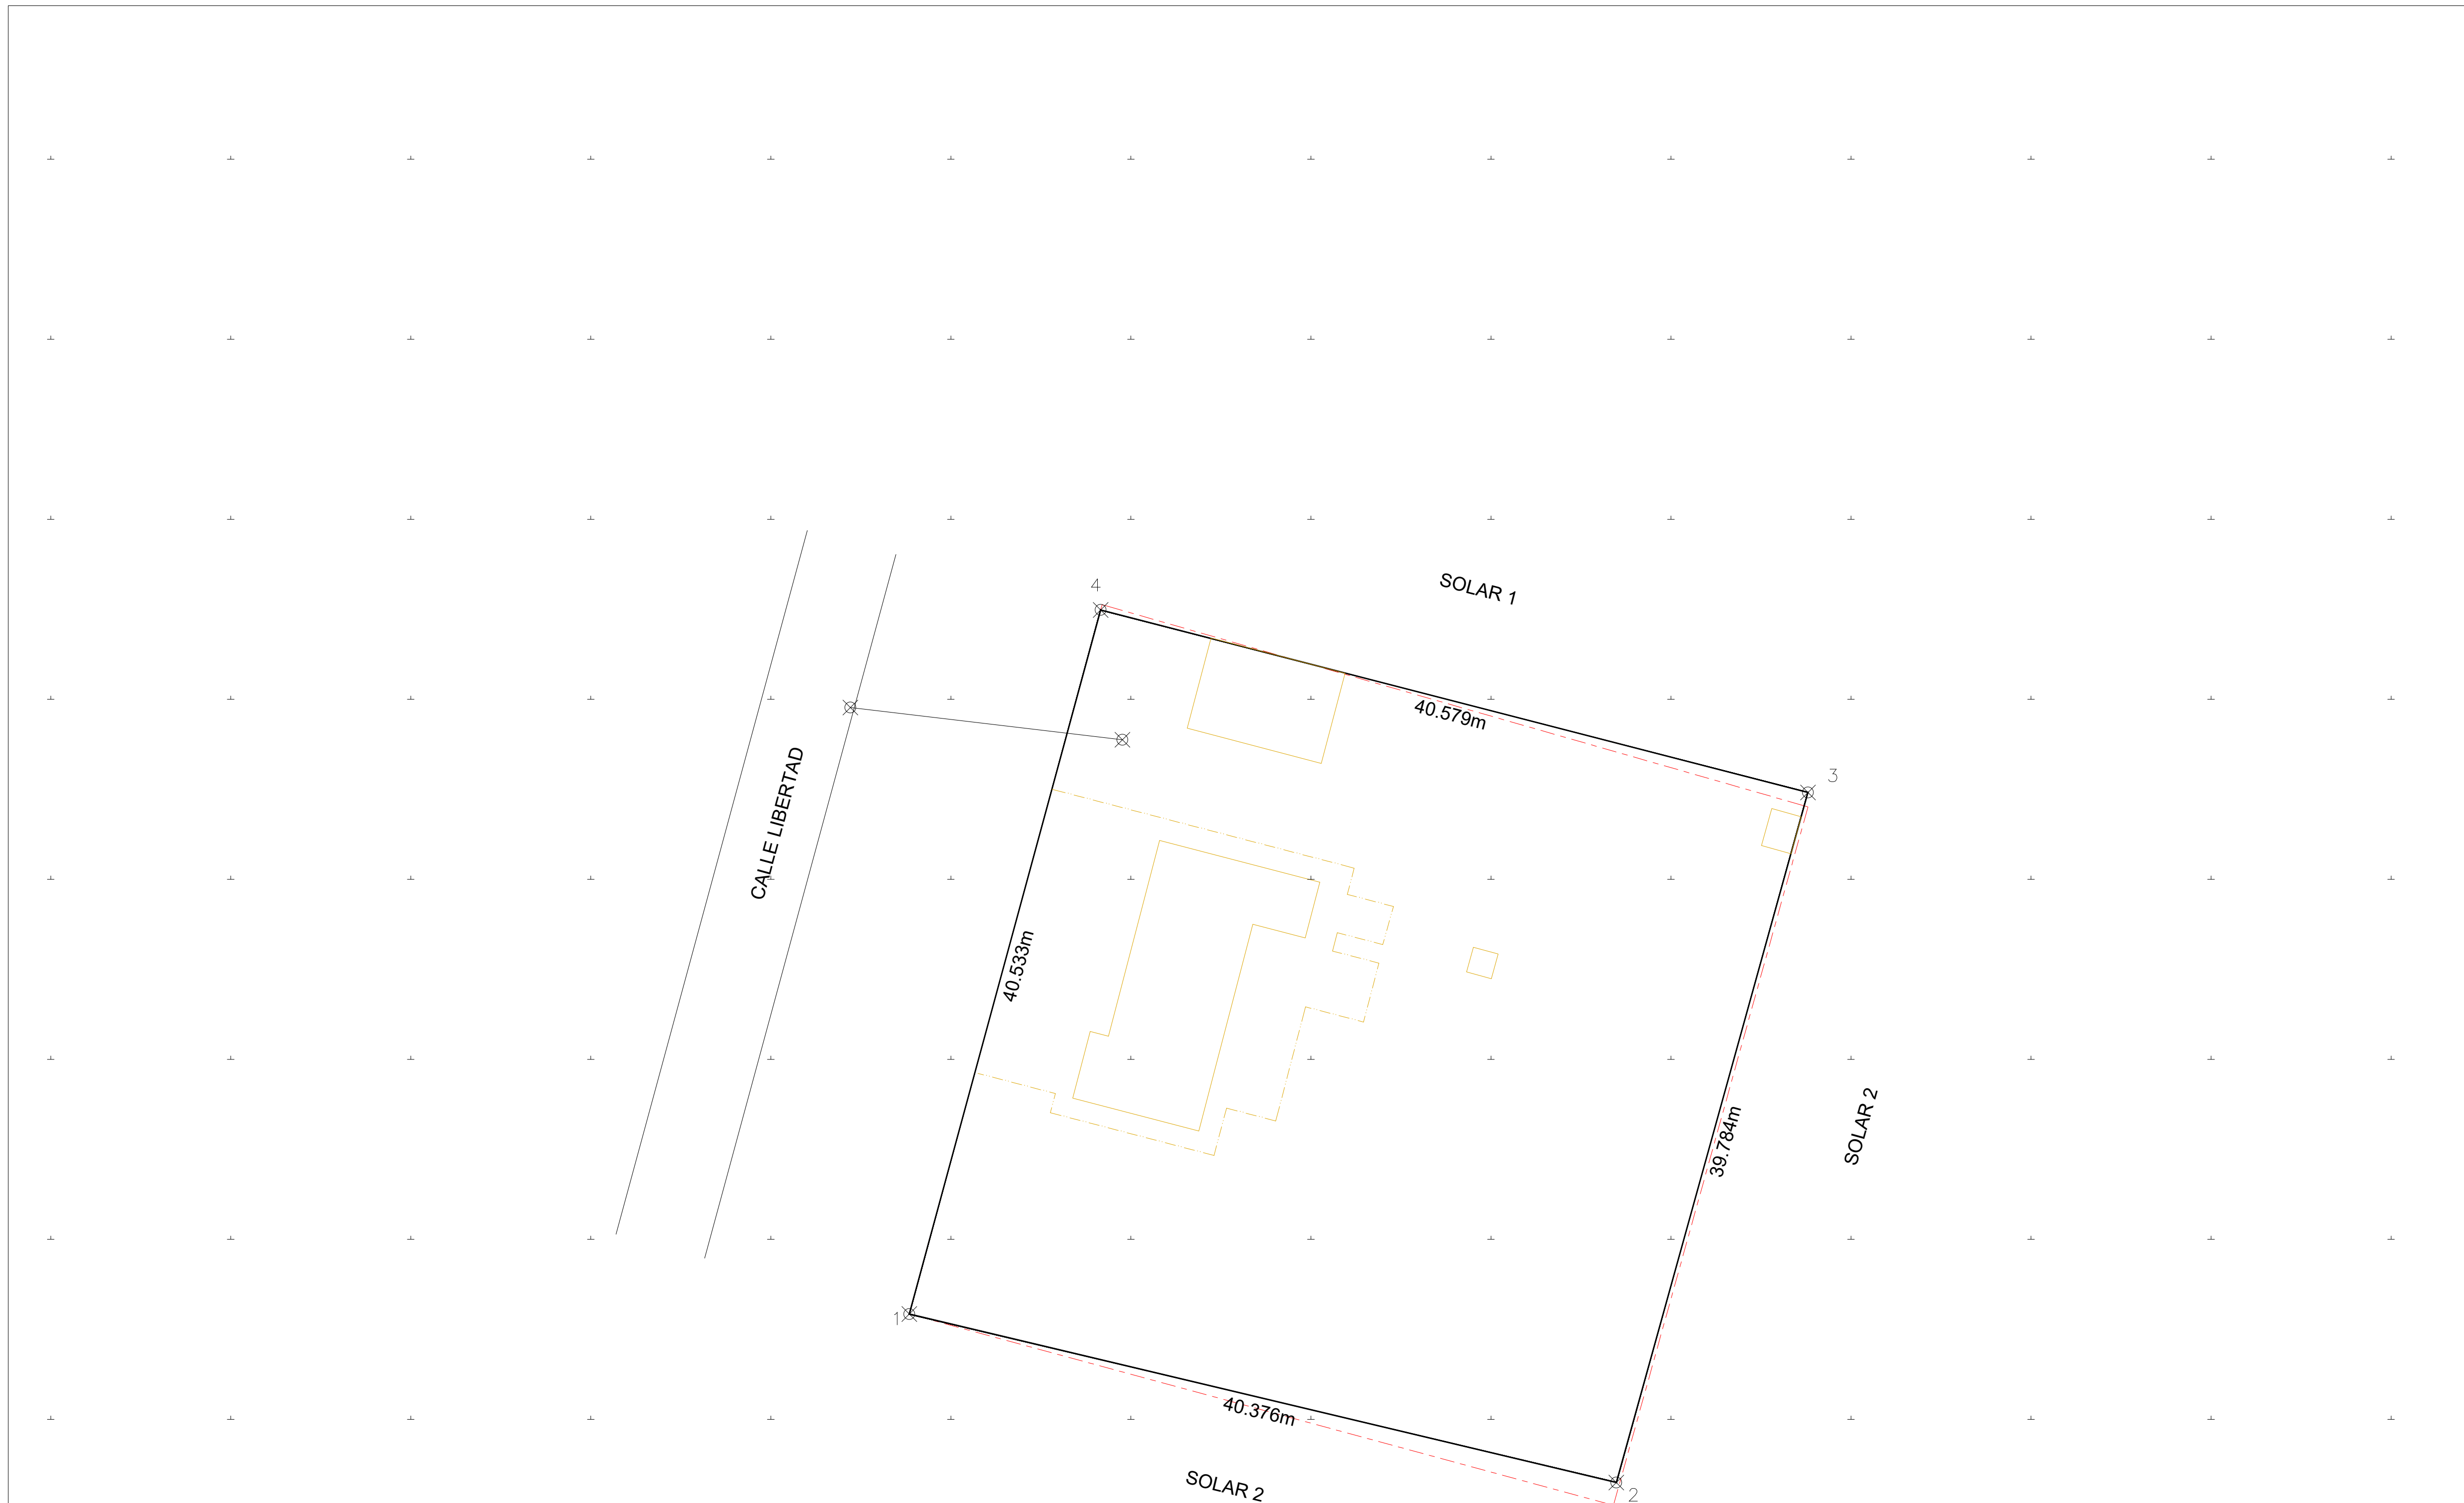 4
SOLAR 1
40.579m
3
CALLE LIBERTAD
40.533m
39.784m
SOLAR 2
1
40.376m
SOLAR 2
2